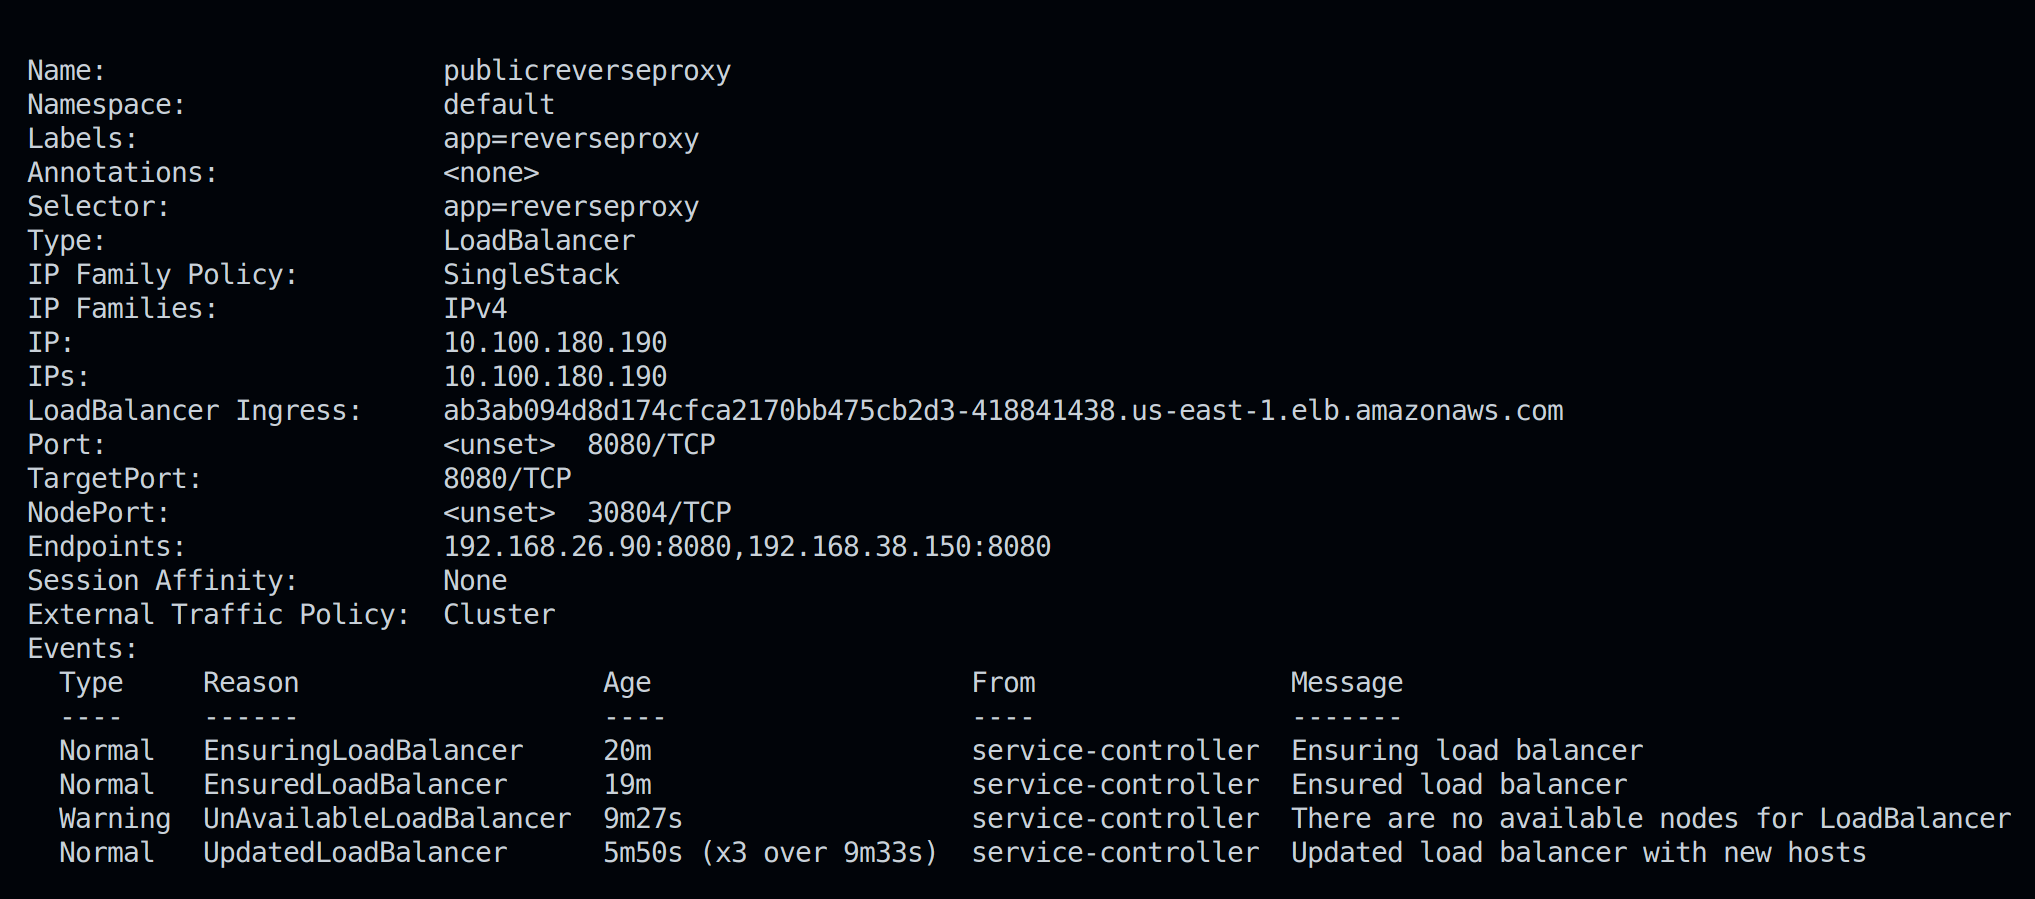 Name:                     publicreverseproxy
Namespace:                default
Labels:                   app=reverseproxy
Annotations:              <none>
Selector:                 app=reverseproxy
Type:                     LoadBalancer
IP Family Policy:         SingleStack
IP Families:              IPv4
IP:                       10.100.180.190
IPs:                      10.100.180.190
LoadBalancer Ingress:     ab3ab094d8d174cfca2170bb475cb2d3-418841438.us-east-1.elb.amazonaws.com
Port:                     <unset>  8080/TCP
TargetPort:               8080/TCP
NodePort:                 <unset>  30804/TCP
Endpoints:                192.168.26.90:8080,192.168.38.150:8080
Session Affinity:         None
External Traffic Policy:  Cluster
Events:
  Type     Reason                   Age                    From                Message
  ----     ------                   ----                   ----                -------
  Normal   EnsuringLoadBalancer     20m                    service-controller  Ensuring load balancer
  Normal   EnsuredLoadBalancer      19m                    service-controller  Ensured load balancer
  Warning  UnAvailableLoadBalancer  9m27s                  service-controller  There are no available nodes for LoadBalancer
  Normal   UpdatedLoadBalancer      5m50s (x3 over 9m33s)  service-controller  Updated load balancer with new hosts